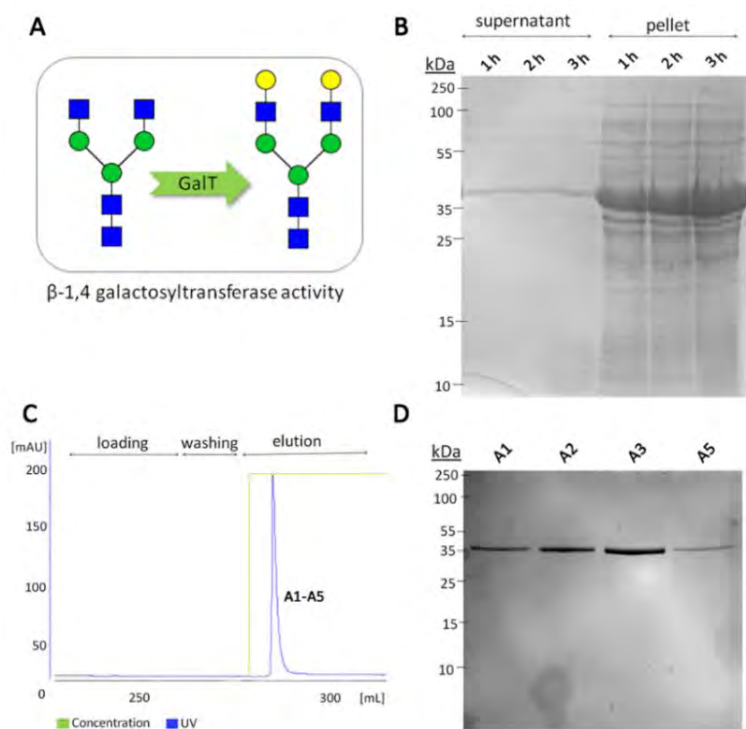 A
GalT
β-1,4 galactosyltransferase activity
B
supernatant
pellet
kDa
1h 2h 3h 1h 2h 3h
250
100
55
35
25
15
10
C
[mAU]
loading washing elution
200
150
100
50
0
A1-A5
250 300 [mL]
Concentration UV
D
kDa
A1 A2 A3 A5
250
100
55
35
25
15
10